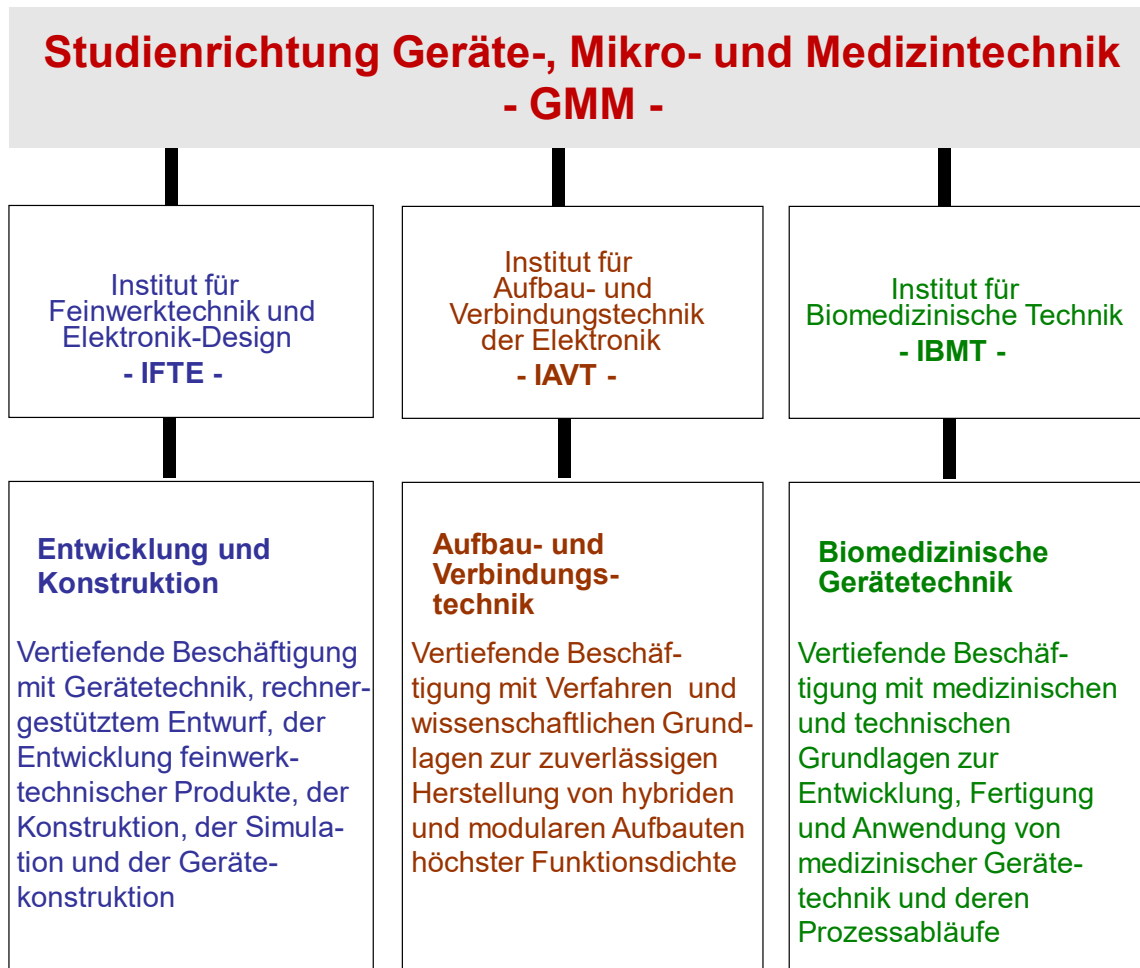 Studienrichtung Geräte-, Mikro- und Medizintechnik
- GMM -
Institut für
Feinwerktechnik und
Elektronik-Design
- IFTE -
Institut für
Aufbau- und
Verbindungstechnik
der Elektronik
- IAVT -
Institut für
Biomedizinische Technik
- IBMT -
Entwicklung und
Konstruktion
Vertiefende Beschäftigung
mit Gerätetechnik, rechner-
gestütztem Entwurf, der
Entwicklung feinwerk-
technischer Produkte, der
Konstruktion, der Simula-
tion und der Geräte-
konstruktion
Aufbau- und
Verbindungs-
technik
Vertiefende Beschäf-
tigung mit Verfahren und
wissenschaftlichen Grund-
lagen zur zuverlässigen
Herstellung von hybriden
und modularen Aufbauten
höchster Funktionsdichte
Biomedizinische
Gerätetechnik
Vertiefende Beschäf-
tigung mit medizinischen
und technischen
Grundlagen zur
Entwicklung, Fertigung
und Anwendung von
medizinischer Geräte-
technik und deren
Prozessabläufe